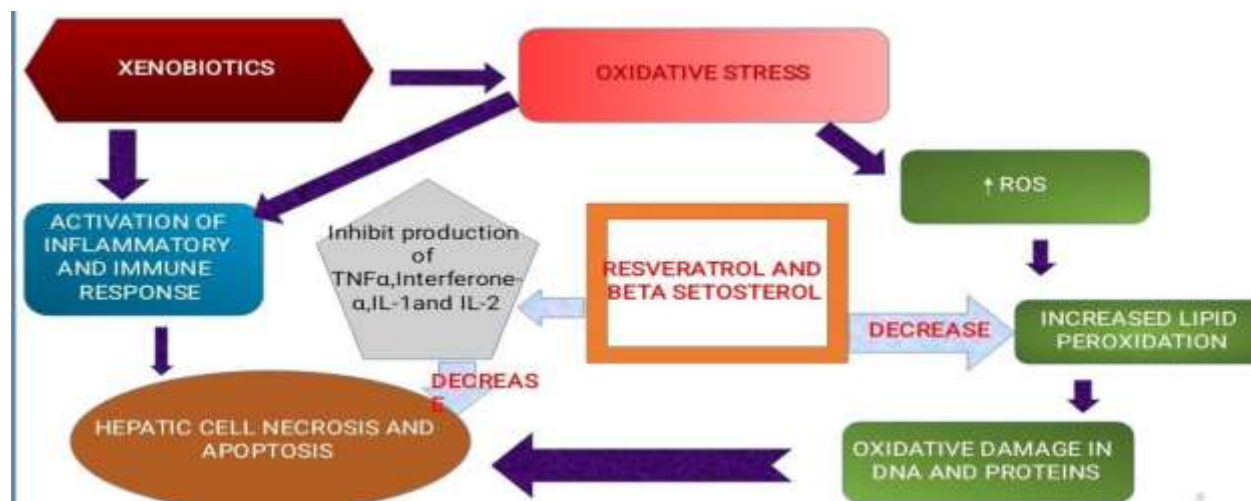 XENOBIOTICS
OXIDATIVE STRESS
↑ ROS
ACTIVATION OF
INFLAMMATORY
AND IMMUNE
RESPONSE
Inhibit production
of
TNFα,Interferone-
α,IL-1and IL-2
RESVERATROL AND
BETA SETOSTEROL
DECREASE
INCREASED LIPID
PEROXIDATION
DECREAS
E
HEPATIC CELL NECROSIS AND
APOPTOSIS
OXIDATIVE DAMAGE IN
DNA AND PROTEINS